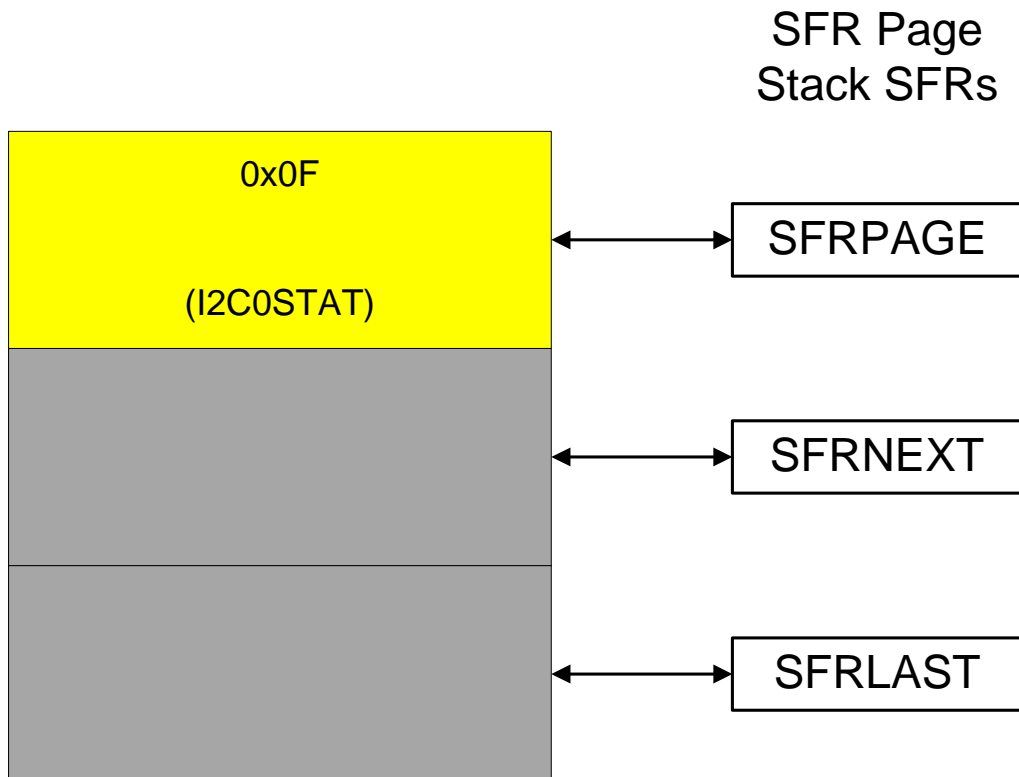 SFR Page
Stack SFRs
0x0F
SFRPAGE
(I2C0STAT)
SFRNEXT
SFRLAST